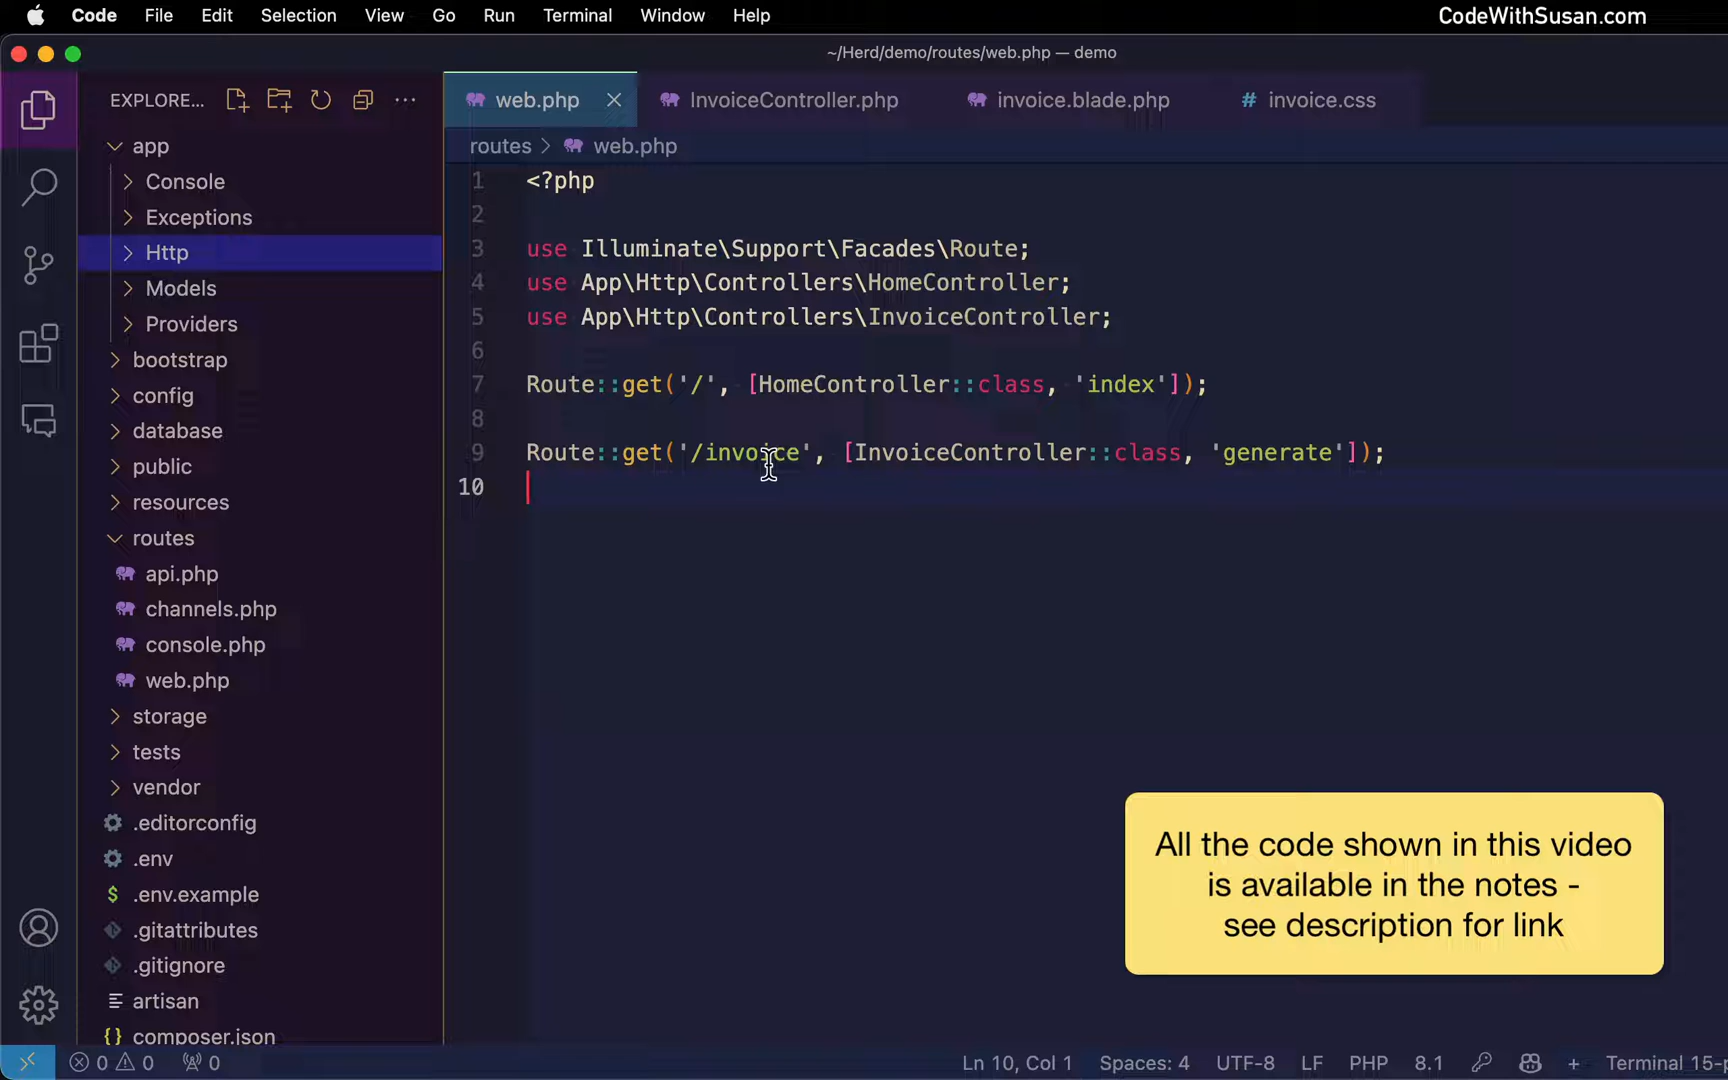 Code File Edit Selection View Go Run Terminal Window Help CodeWithSusan.com
~/Herd/demo/routes/web.php — demo
EXPLORE...
web.php InvoiceController.php invoice.blade.php # invoice.css
routes > web.php
app
Console
Exceptions
Http
Models
Providers
bootstrap
config
database
public
resources
routes
api.php
channels.php
console.php
web.php
storage
tests
vendor
.editorconfig
.env
$ .env.example
.gitattributes
.gitignore
artisan
{} composer.json
1 <?php
2
3 use Illuminate\Support\Facades\Route;
4 use App\Http\Controllers\HomeController;
5 use App\Http\Controllers\InvoiceController;
6
7 Route::get('/', [HomeController::class, 'index']);
8
9 Route::get('/invoice', [InvoiceController::class, 'generate']);
10
All the code shown in this video
is available in the notes -
see description for link
0 0 0 Ln 10, Col 1 Spaces: 4 UTF-8 LF PHP 8.1 + Terminal 15-